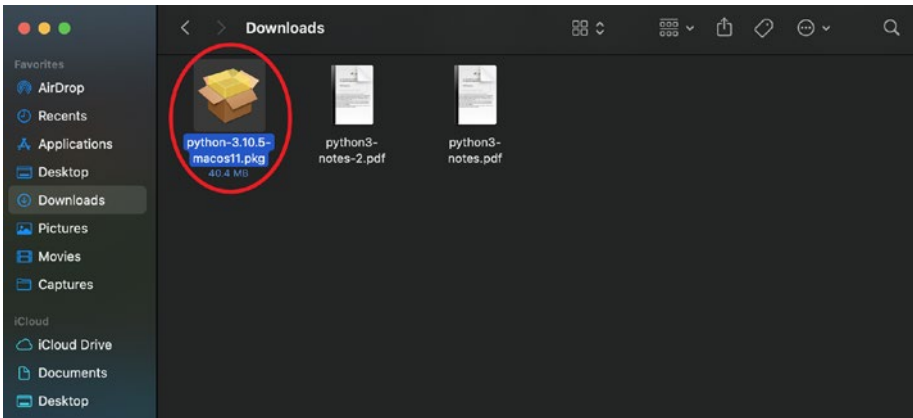 Downloads
Favorites
AirDrop
Recents
Applications
Desktop
Downloads
Pictures
Movies
Captures
iCloud
iCloud Drive
Documents
Desktop
python-3.10.5-
macos11.pkg
40.4 MB
python3-
notes-2.pdf
python3-
notes.pdf